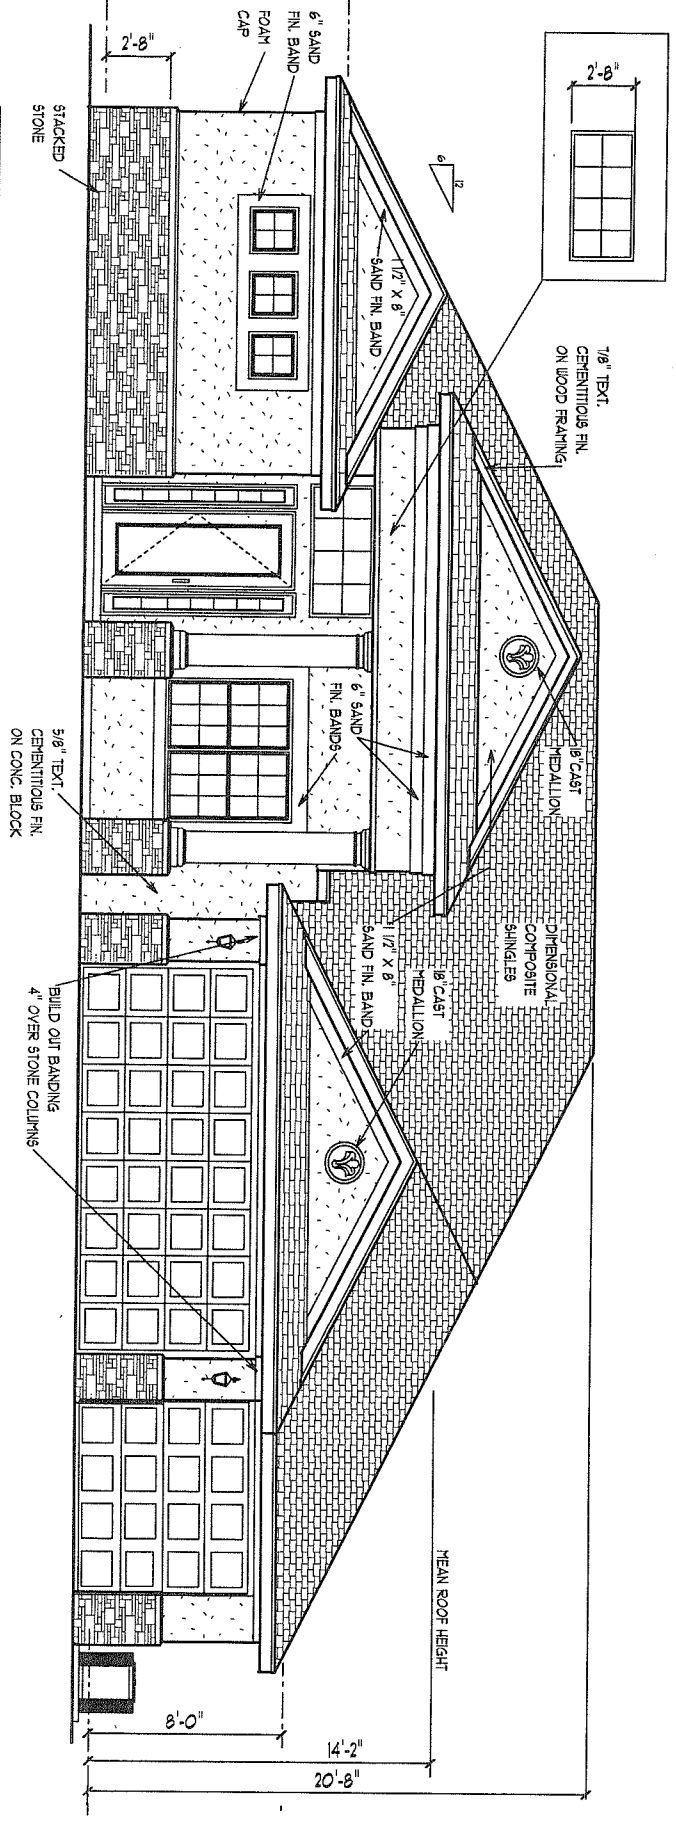 2'-8"
6" SAND
FIN. BAND
FOAM
CAP
STACKED
STONE
2'-8"
12
6
1 1/2" X 8"
SAND FIN. BAND
7/8" TEXT.
CEMENTITIOUS FIN.
ON WOOD FRAMING
18"CAST
MEDALLION
6" SAND
FIN. BANDS
5/8" TEXT.
CEMENTITIOUS FIN.
ON CONC. BLOCK
DIMENSIONAL
COMPOSITE
SHINGLES
1 1/2" X 8"
SAND FIN. BAND
18"CAST
MEDALLION
BUILD OUT BANDING
4" OVER STONE COLUMNS
MEAN ROOF HEIGHT
8'-0"
14'-2"
20'-8"